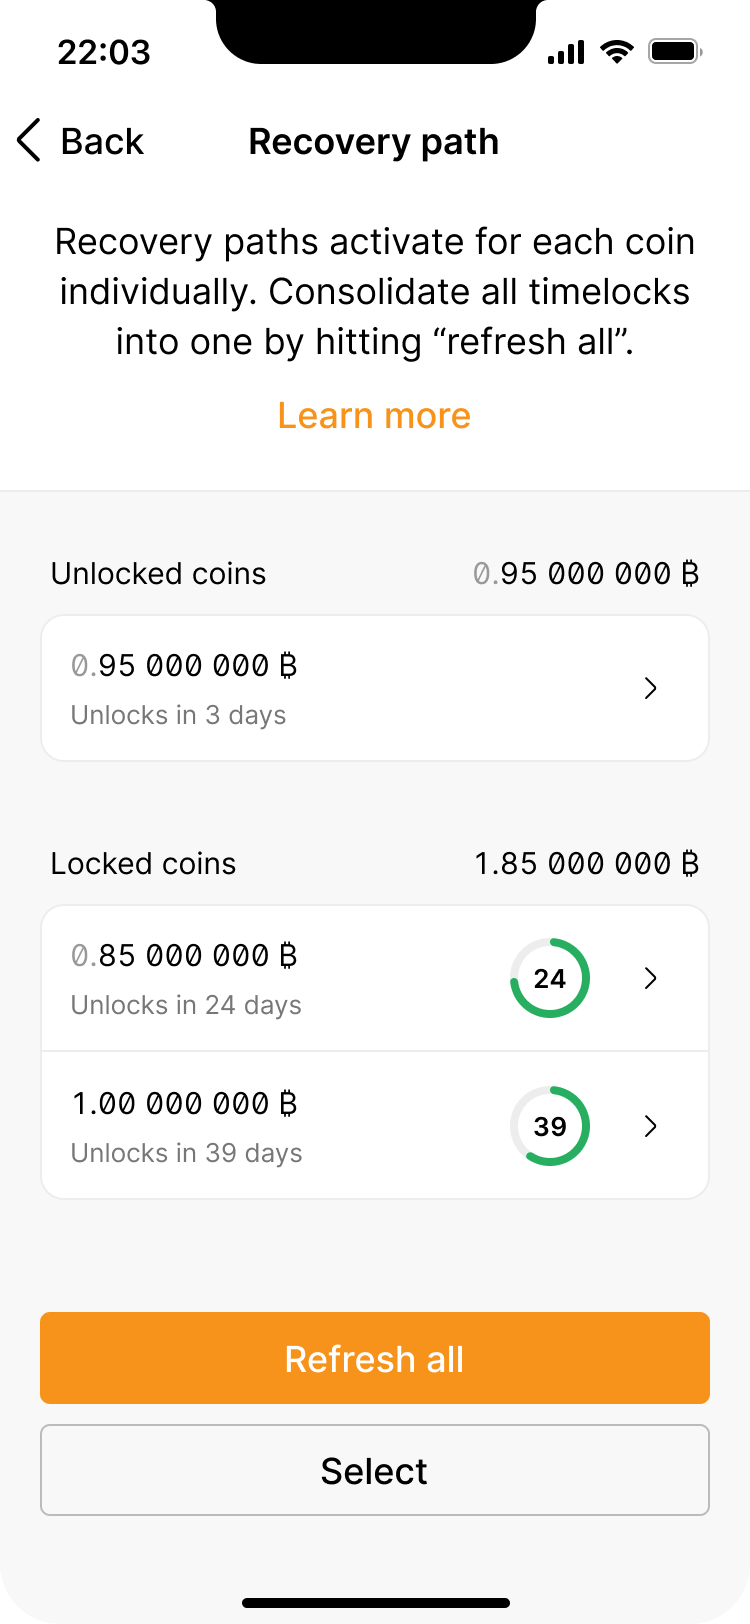 22:03
Back
Recovery path
Recovery paths activate for each coin
individually. Consolidate all timelocks
into one by hitting “refresh all”.
Learn more
Unlocked coins
0.95 000 000 ₿
0.95 000 000 ₿
Unlocks in 3 days
Locked coins
1.85 000 000 ₿
0.85 000 000 ₿
Unlocks in 24 days
24
1.00 000 000 ₿
Unlocks in 39 days
39
Refresh all
Select